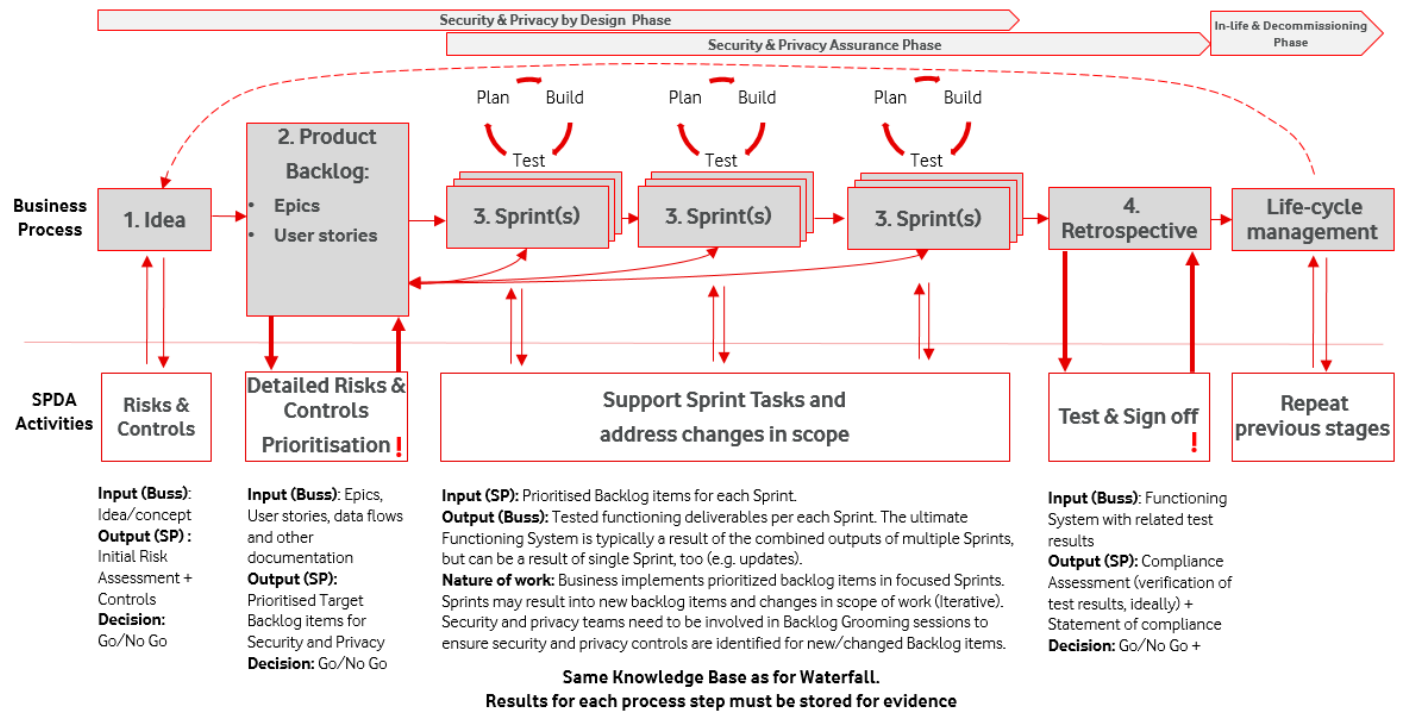 Security & Privacy by Design Phase
In-life & Decommissioning
Phase
Security & Privacy Assurance Phase
Plan
Build
Test
Plan
Build
Test
Plan
Build
Test
Business
Process
1. Idea
2. Product
Backlog:
• Epics
• User stories
3. Sprint(s)
3. Sprint(s)
3. Sprint(s)
4.
Retrospective
Life-cycle
management
SPDA
Activities
Risks &
Controls
Detailed Risks &
Controls
Prioritisation !
Support Sprint Tasks and
address changes in scope
Test & Sign off
!
Repeat
previous stages
Input (Buss):
Idea/concept
Output (SP) :
Initial Risk
Assessment +
Controls
Decision:
Go/No Go
Input (Buss): Epics,
User stories, data flows
and other
documentation
Output (SP):
Prioritised Target
Backlog items for
Security and Privacy
Decision: Go/No Go
Input (SP): Prioritised Backlog items for each Sprint.
Output (Buss): Tested functioning deliverables per each Sprint. The ultimate
Functioning System is typically a result of the combined outputs of multiple Sprints,
but can be a result of single Sprint, too (e.g. updates).
Nature of work: Business implements prioritized backlog items in focused Sprints.
Sprints may result into new backlog items and changes in scope of work (Iterative).
Security and privacy teams need to be involved in Backlog Grooming sessions to
ensure security and privacy controls are identified for new/changed Backlog items.
Input (Buss): Functioning
System with related test
results
Output (SP): Compliance
Assessment (verification of
test results, ideally) +
Statement of compliance
Decision: Go/No Go +
Same Knowledge Base as for Waterfall.
Results for each process step must be stored for evidence